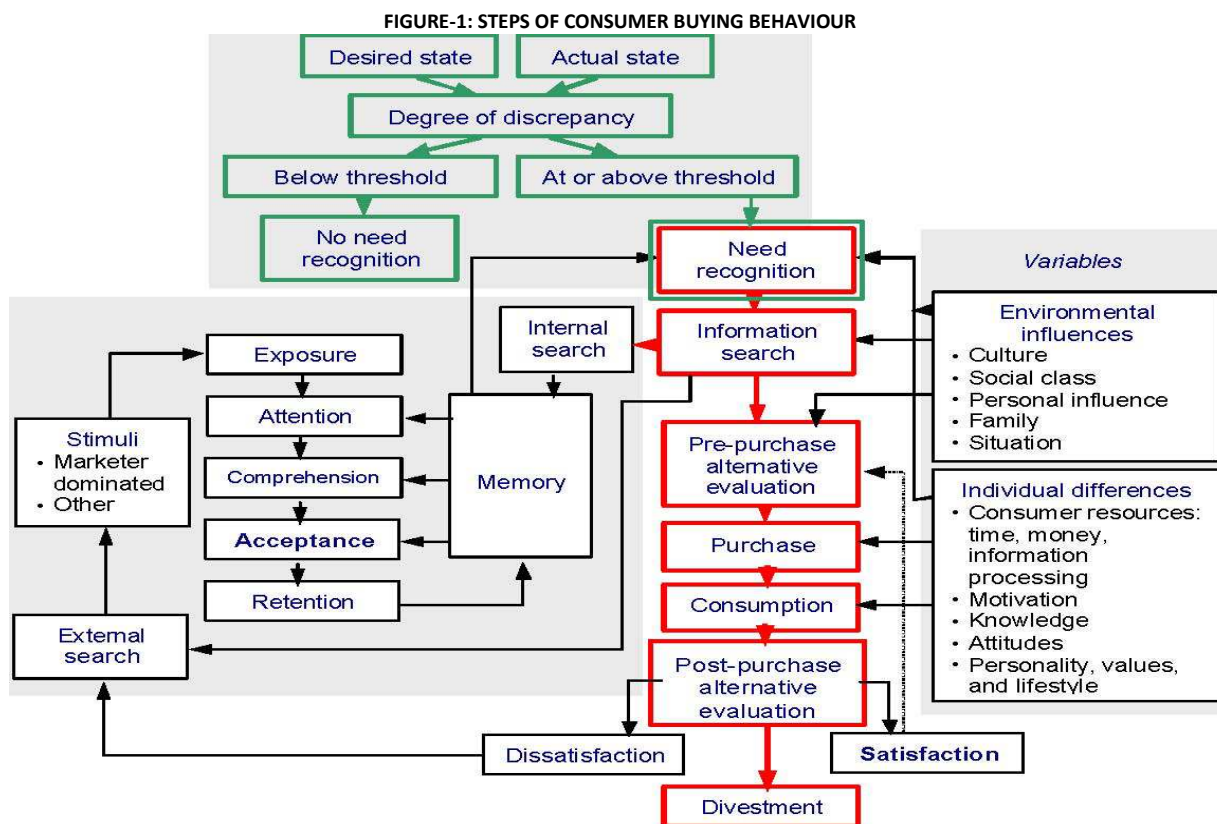 FIGURE-1: STEPS OF CONSUMER BUYING BEHAVIOUR
Desired state
Actual state
Degree of discrepancy
Below threshold
At or above threshold
No need
recognition
Need
recognition
Variables
Environmental
influences
• Culture
• Social class
• Personal influence
• Family
• Situation
Internal
search
Information
search
Exposure
Attention
Stimuli
• Marketer
dominated
• Other
Comprehension
Memory
Pre-purchase
alternative
evaluation
Individual differences
• Consumer resources:
time, money,
information
processing
• Motivation
• Knowledge
• Attitudes
• Personality, values,
and lifestyle
Acceptance
Purchase
Retention
Consumption
External
search
Post-purchase
alternative
evaluation
Dissatisfaction
Satisfaction
Divestment